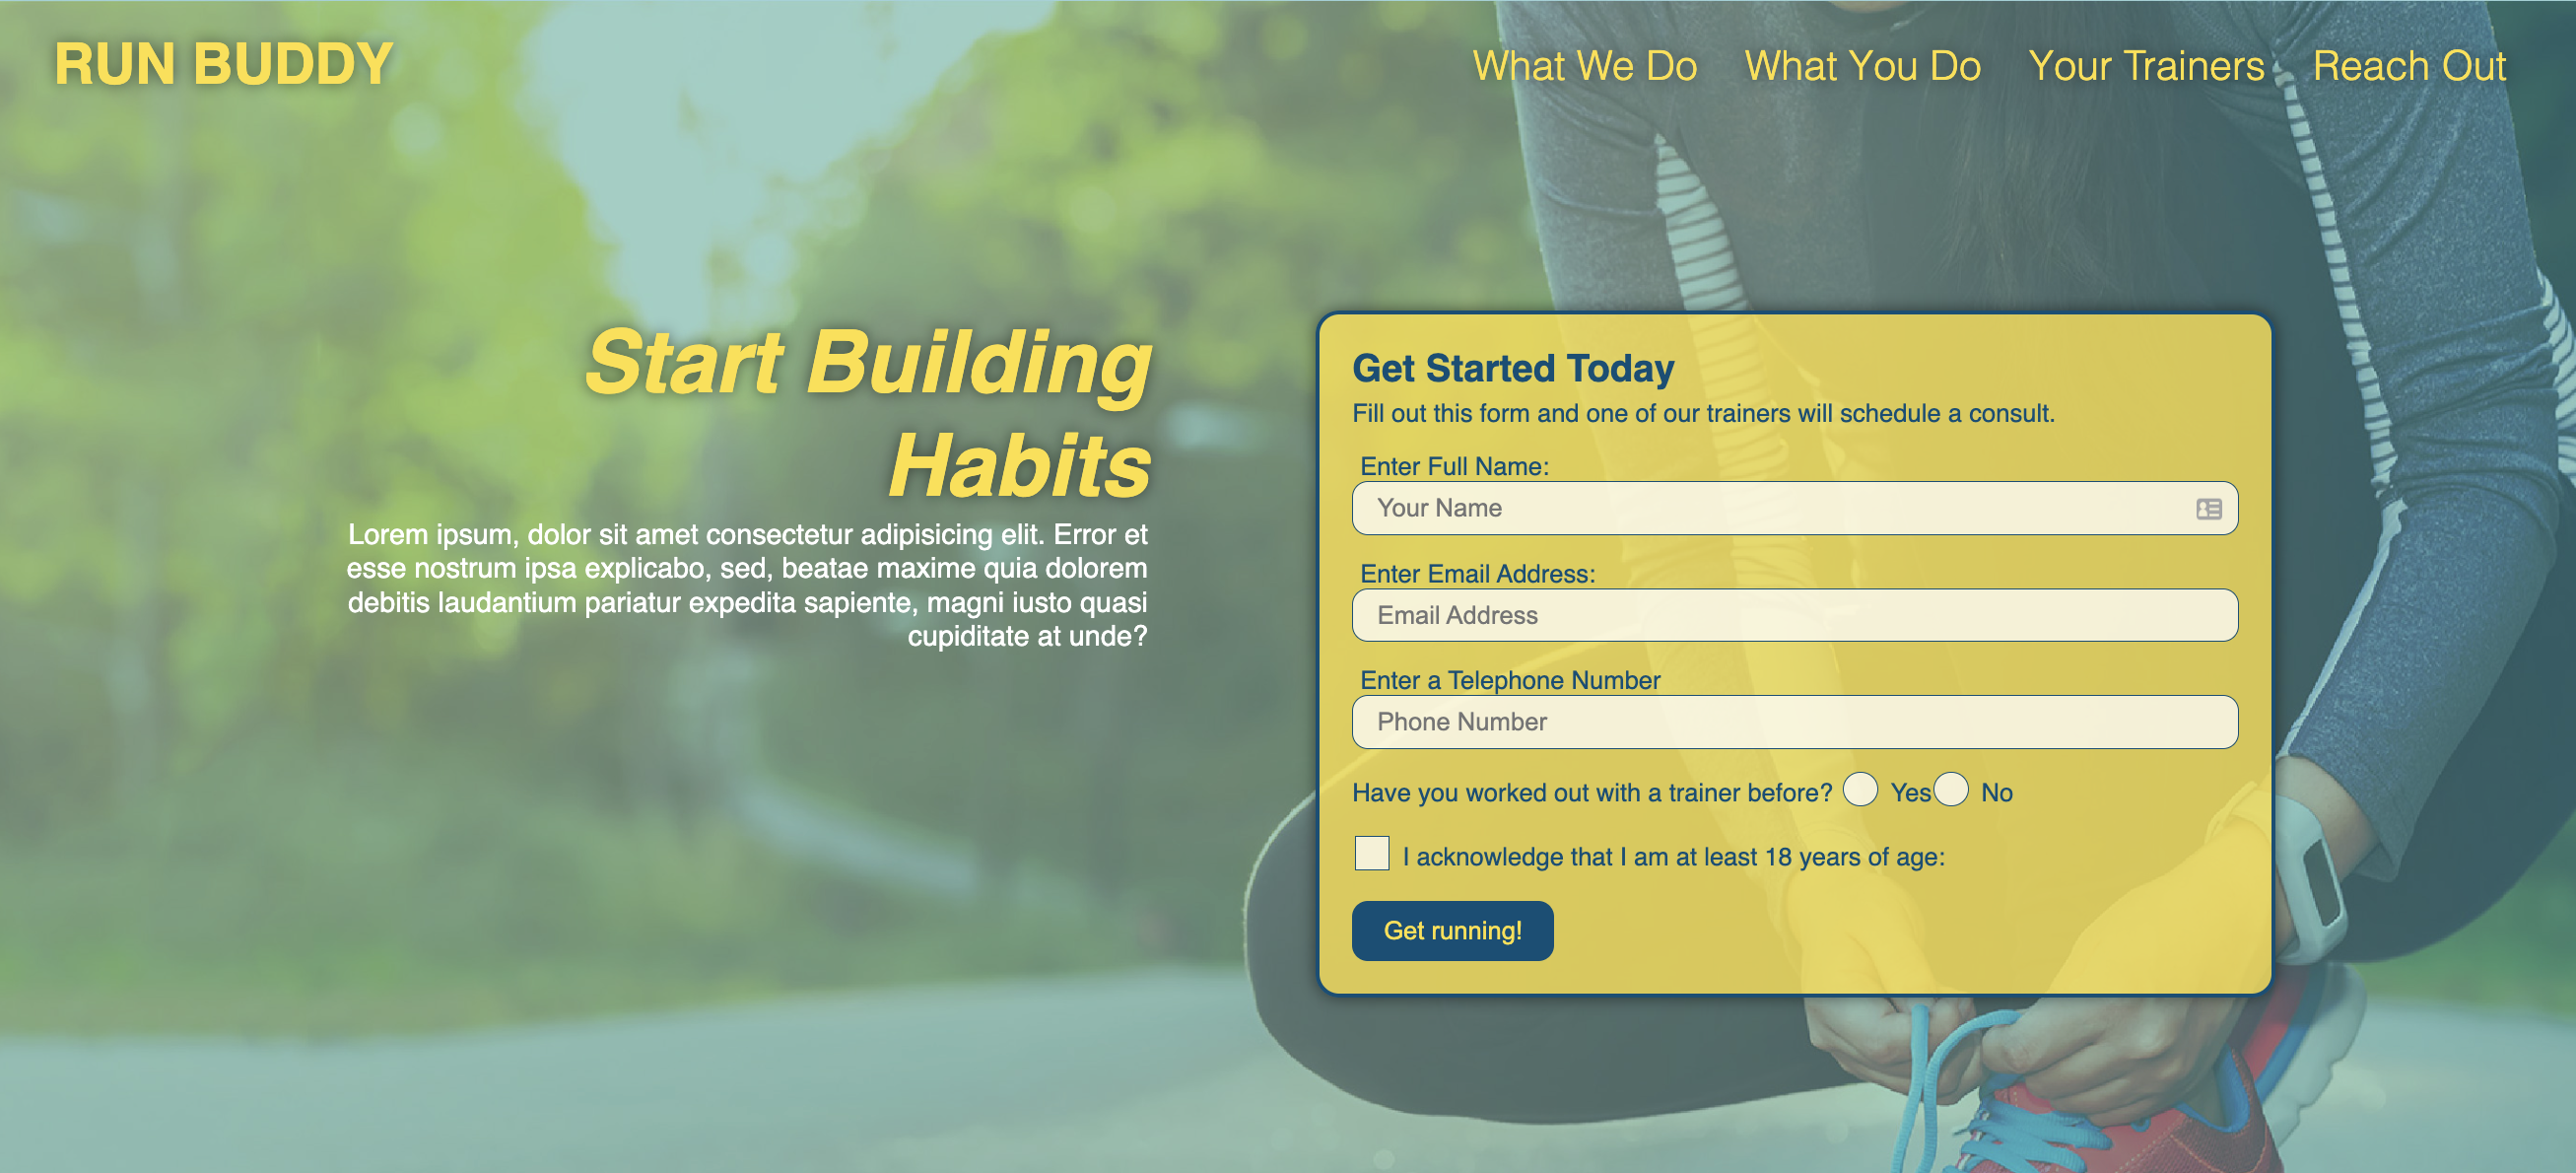 RUN BUDDY
What We Do What You Do Your Trainers Reach Out
Start Building
Habits
Lorem ipsum, dolor sit amet consectetur adipisicing elit. Error et
esse nostrum ipsa explicabo, sed, beatae maxime quia dolorem
debitis laudantium pariatur expedita sapiente, magni iusto quasi
cupiditate at unde?
Get Started Today
Fill out this form and one of our trainers will schedule a consult.
Enter Full Name:
Your Name
Enter Email Address:
Email Address
Enter a Telephone Number
Phone Number
Have you worked out with a trainer before? Yes No
I acknowledge that I am at least 18 years of age:
Get running!